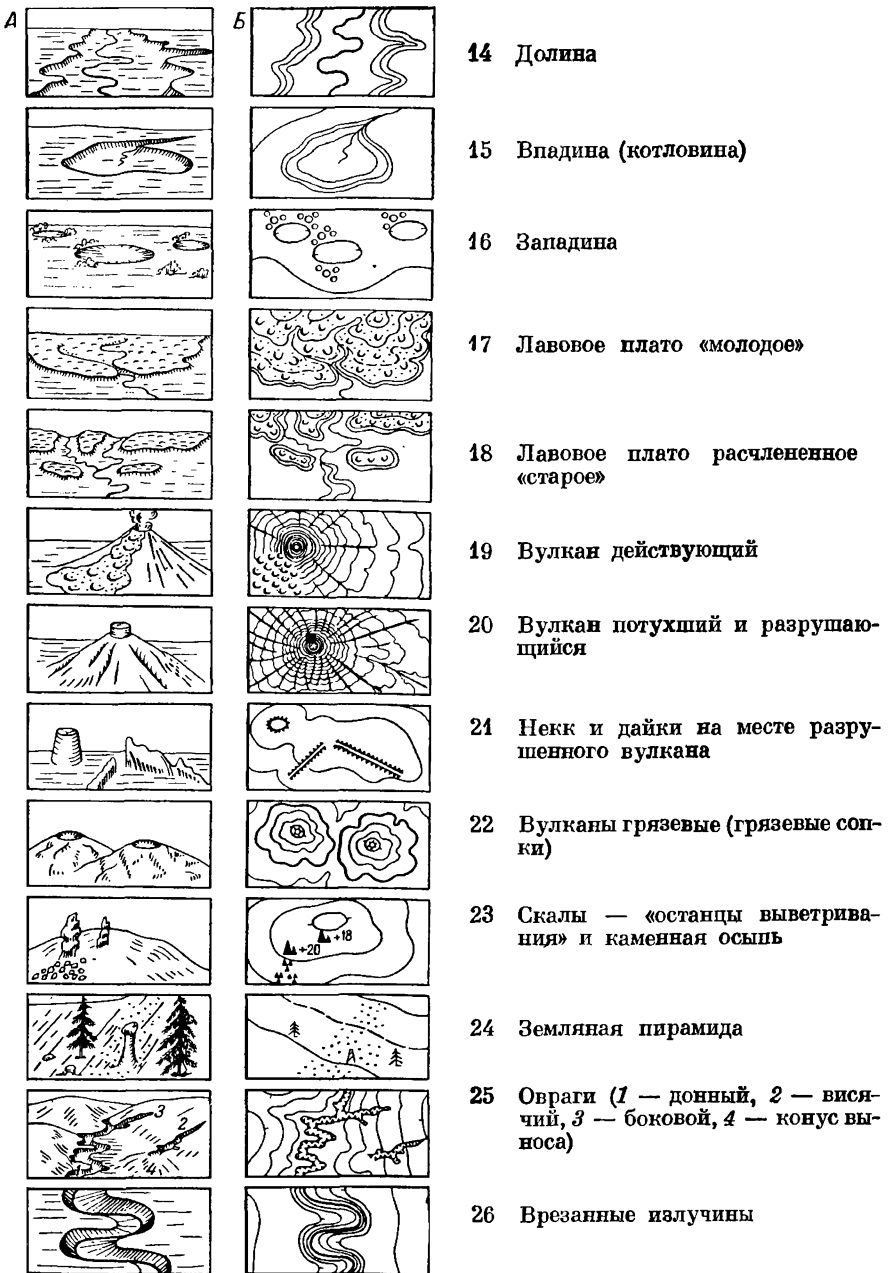 А Б
14 Долина
15 Впадина (котловина)
16 Западина
17 Лавовое плато «молодое»
18 Лавовое плато расчлененное
«старое»
19 Вулкан действующий
20 Вулкан потухший и разрушаю-
щийся
21 Некк и дайки на месте разру-
шенного вулкана
22 Вулканы грязевые (грязевые соп-
ки)
+18
+20
23 Скалы — «останцы выветрива-
ния» и каменная осыпь
24 Земляная пирамида
3
2
4
25 Овраги (1 — донный, 2 — вися-
чий, 3 — боковой, 4 — конус вы-
носа)
26 Врезанные излучины